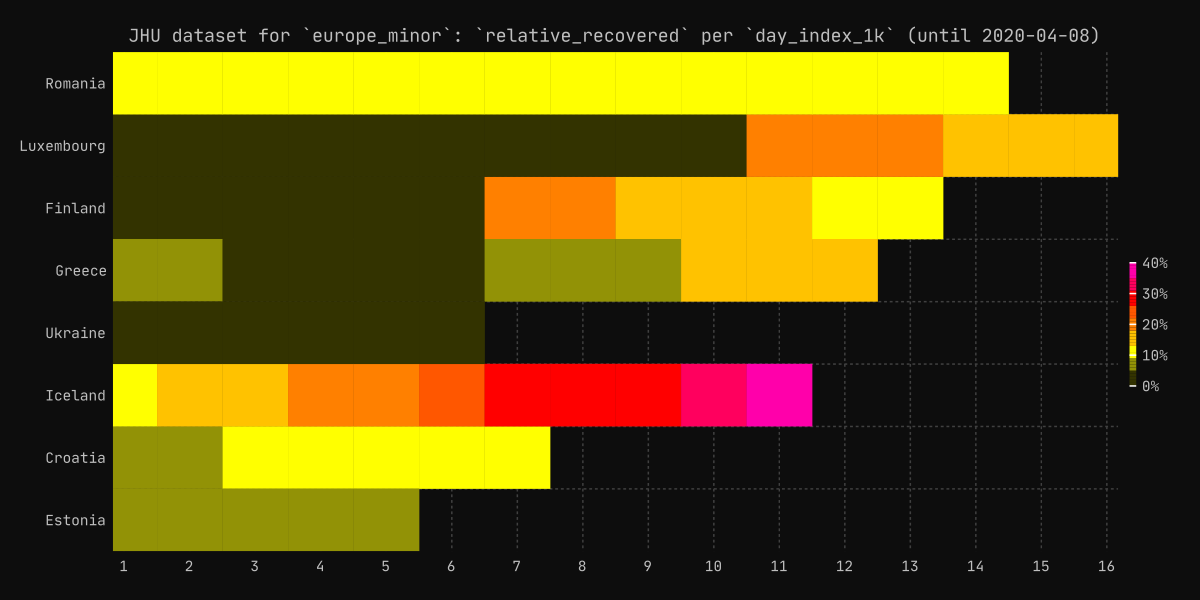 JHU dataset for `europe_minor`: `relative_recovered` per `day_index_1k` (until 2020-04-08)
Romania
Luxembourg
Finland
Greece
Ukraine
Iceland
Croatia
Estonia
40%
30%
20%
10%
0%
1 2 3 4 5 6 7 8 9 10 11 12 13 14 15 16